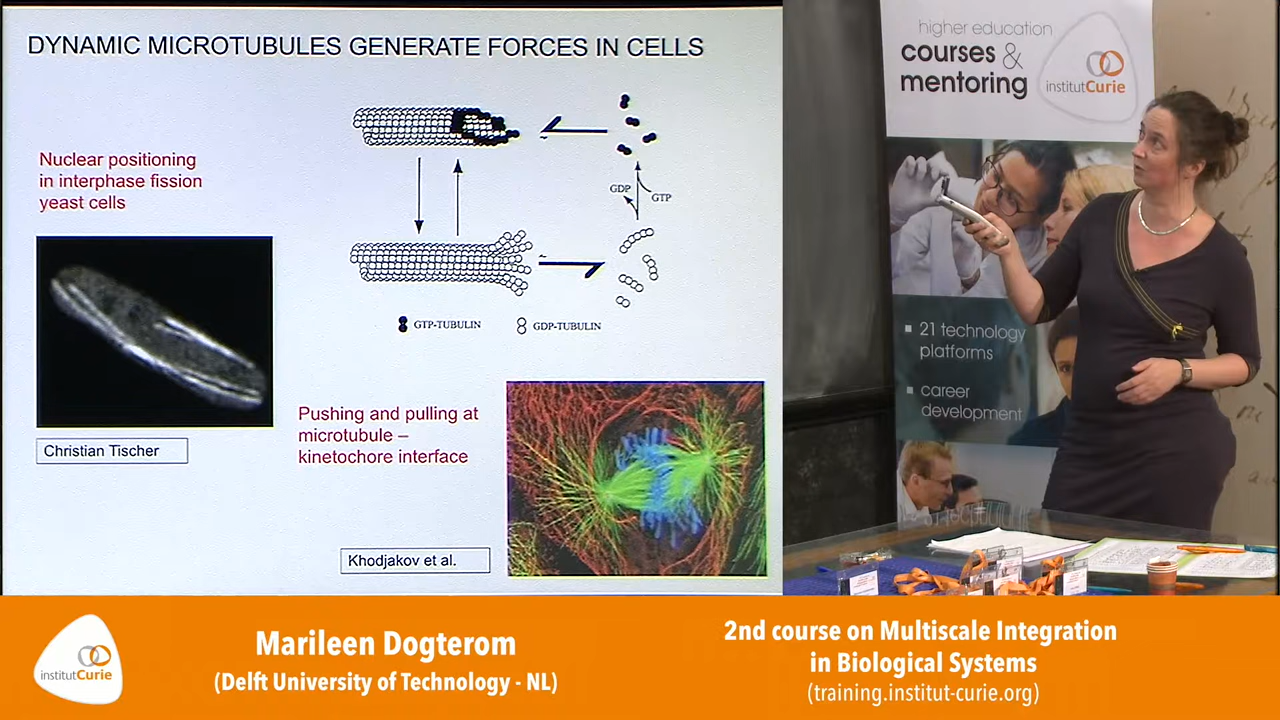 DYNAMIC MICROTUBULES GENERATE FORCES IN CELLS
Nuclear positioning
in interphase fission
yeast cells
GDP
GTP
GTP-TUBULIN
GDP-TUBULIN
Christian Tischer
Pushing and pulling at
microtubule –
kinetochore interface
Khodjakov et al.
higher education
courses &
mentoring
institutCurie
21 technology
platforms
career
development
institutCurie
Marileen Dogterom
(Delft University of Technology - NL)
2nd course on Multiscale Integration
in Biological Systems
(training.institut-curie.org)